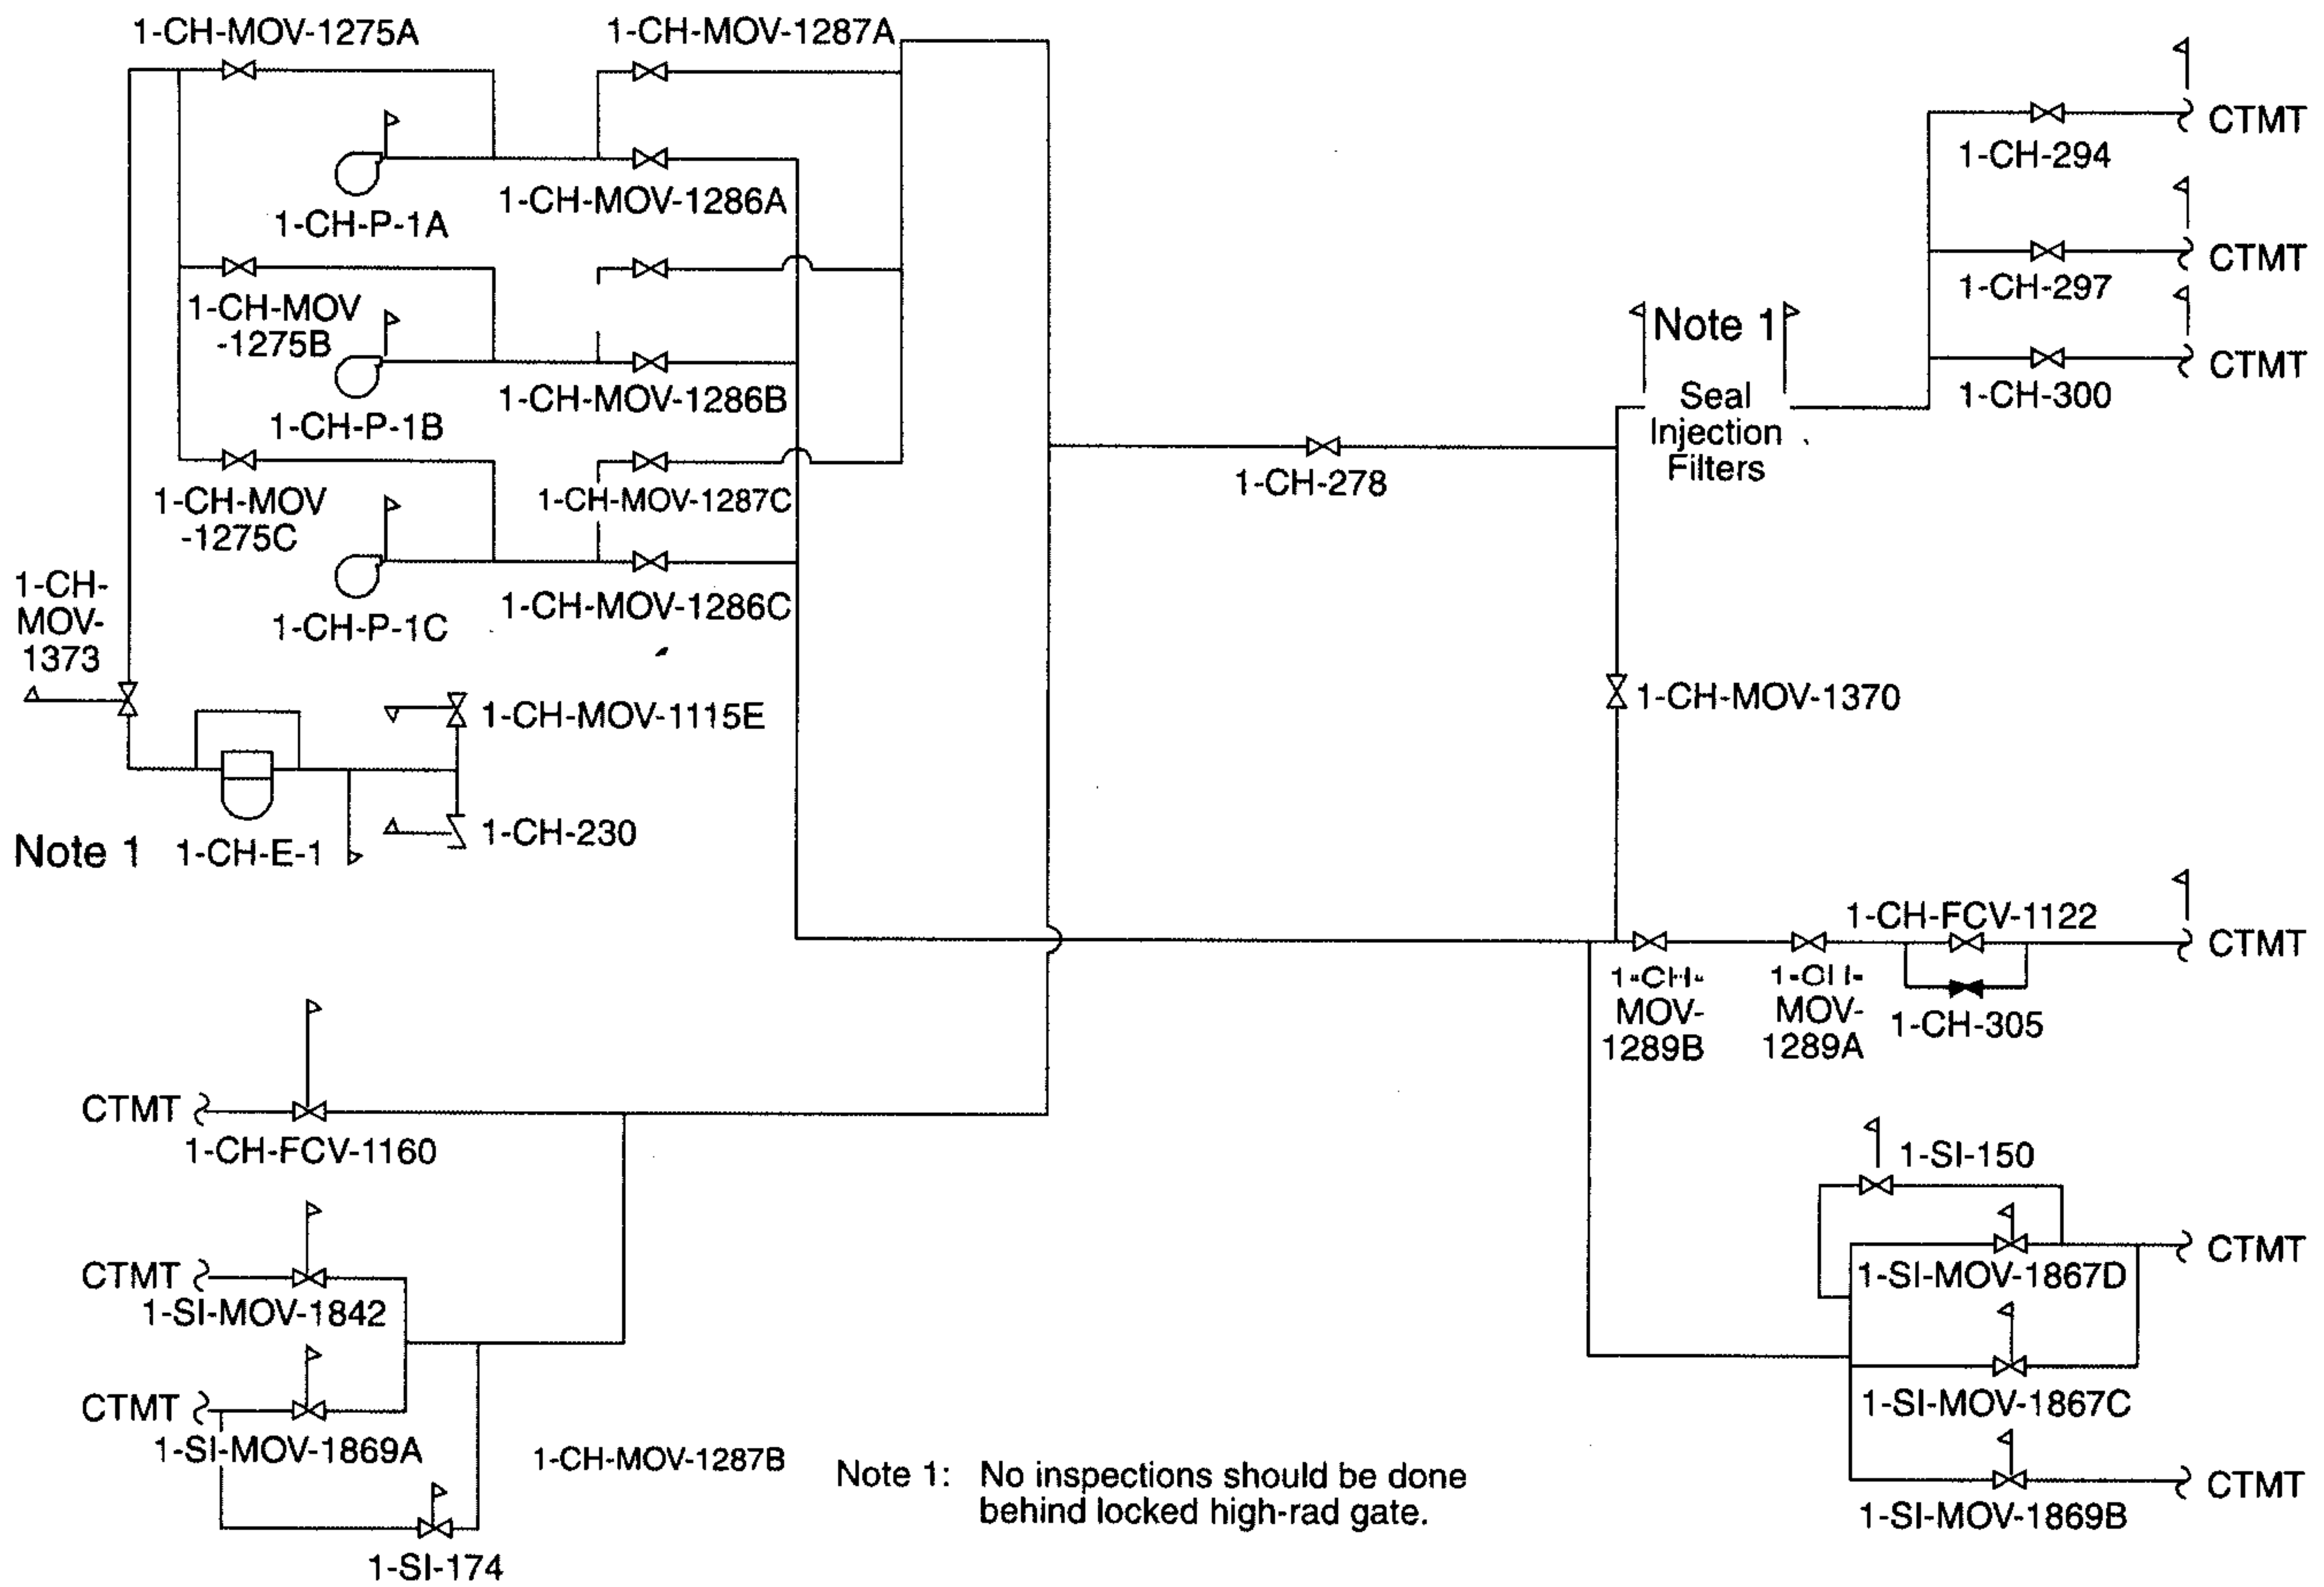 1-CH-MOV-1275A
1-CH-MOV-1287A
1-CH-P-1A
1-CH-MOV-1286A
1-CH-MOV
-1275B
1-CH-P-1B
1-CH-MOV-1286B
1-CH-MOV
-1275C
1-CH-MOV-1287C
1-CH-P-1C
1-CH-MOV-1286C
1-CH-
MOV-
1373
1-CH-MOV-1115E
1-CH-230
Note 1
1-CH-E-1
1-CH-278
Note 1
Seal
Injection
Filters
CTMT
1-CH-294
CTMT
1-CH-297
CTMT
1-CH-300
1-CH-MOV-1370
1-CH-FCV-1122
CTMT
1-CH-
MOV-
1289B
1-CH-
MOV-
1289A
1-CH-305
CTMT
1-CH-FCV-1160
CTMT
1-SI-MOV-1842
CTMT
1-SI-MOV-1869A
1-SI-174
1-CH-MOV-1287B
1-SI-150
CTMT
1-SI-MOV-1867D
1-SI-MOV-1867C
CTMT
1-SI-MOV-1869B
Note 1: No inspections should be done
behind locked high-rad gate.